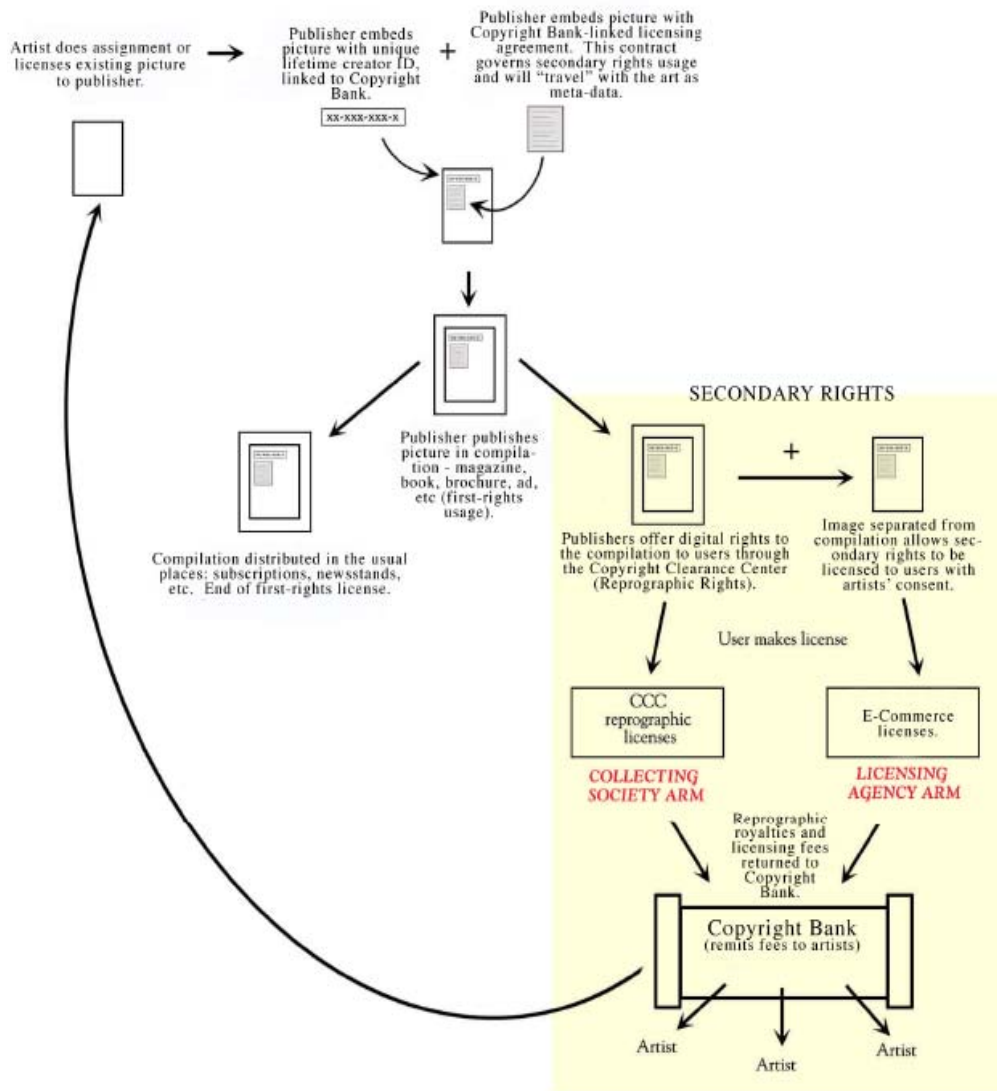 Artist does assignment or
licenses existing picture
to publisher.
Publisher embeds
picture with unique
lifetime creator ID,
linked to Copyright
Bank.
xx-xxx-xxx-x
+
Publisher embeds picture with
Copyright Bank-linked licensing
agreement. This contract
governs secondary rights usage
and will “travel” with the art as
meta-data.
Publisher publishes
picture in compila-
tion - magazine,
book, brochure, ad,
etc (first-rights
usage).
Compilation distributed in the usual
places: subscriptions, newsstands,
etc. End of first-rights license.
SECONDARY RIGHTS
+
Publishers offer digital rights to
the compilation to users through
the Copyright Clearance Center
(Reprographic Rights).
Image separated from
compilation allows sec-
ondary rights to be
licensed to users with
artists’ consent.
User makes license
CCC
reprographic
licenses
E-Commerce
licenses.
COLLECTING
SOCIETY ARM
LICENSING
AGENCY ARM
Reprographic
royalties and
licensing fees
returned to
Copyright
Bank.
Copyright Bank
(remits fees to artists)
Artist
Artist
Artist